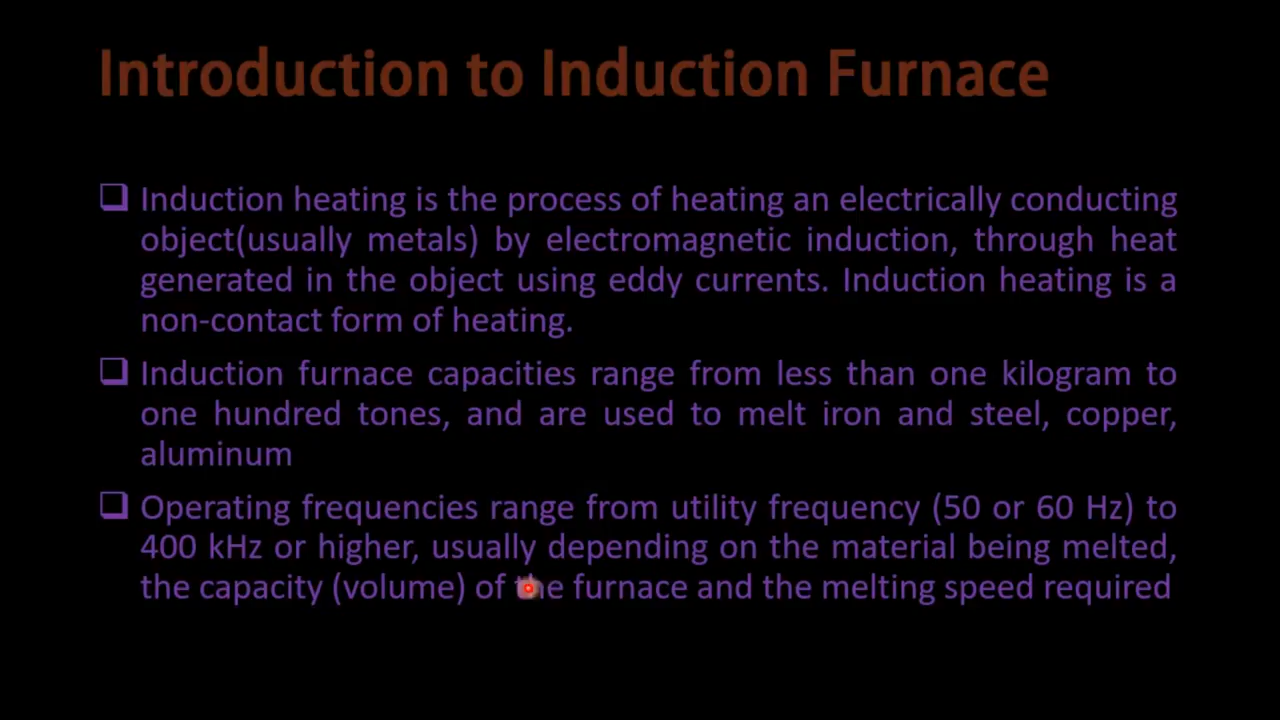 Introduction to Induction Furnace
Induction heating is the process of heating an electrically conducting
object(usually metals) by electromagnetic induction, through heat
generated in the object using eddy currents. Induction heating is a
non-contact form of heating.
Induction furnace capacities range from less than one kilogram to
one hundred tones, and are used to melt iron and steel, copper,
aluminum
Operating frequencies range from utility frequency (50 or 60 Hz) to
400 kHz or higher, usually depending on the material being melted,
the capacity (volume) of the furnace and the melting speed required